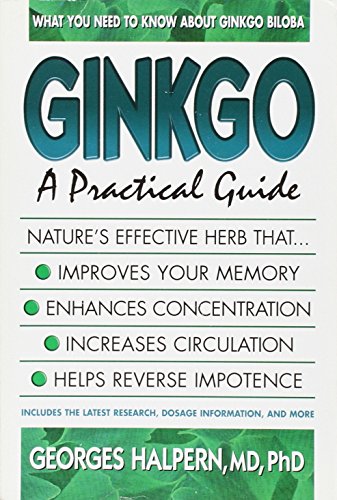 WHAT YOU NEED TO KNOW ABOUT GINKGO BILOBA
GINKGO
A Practical Guide
NATURE'S EFFECTIVE HERB THAT...
IMPROVES YOUR MEMORY
ENHANCES CONCENTRATION
INCREASES CIRCULATION
HELPS REVERSE IMPOTENCE
INCLUDES THE LATEST RESEARCH, DOSAGE INFORMATION, AND MORE
GEORGES HALPERN, MD, PhD